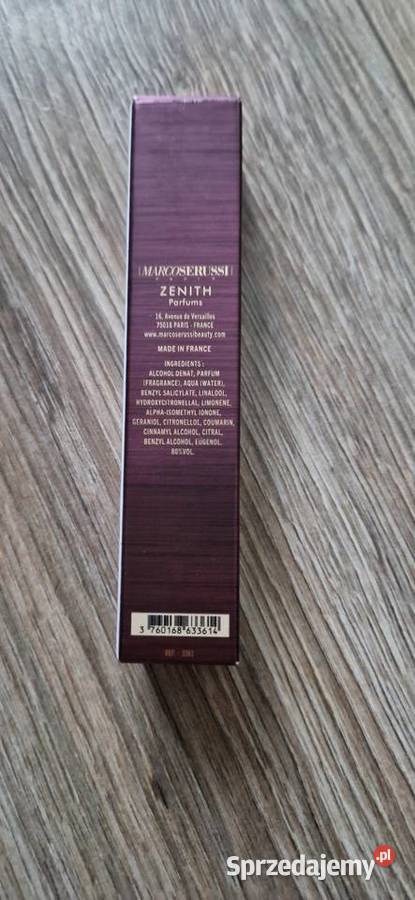 MARCOSERUSSI
PARIS
ZENITH
Parfums
16, Avenue de Versailles
75016 PARIS - FRANCE
www.marcoserussibeauty.com
MADE IN FRANCE
INGREDIENTS :
ALCOHOL DENAT, PARFUM
(FRAGRANCE), AQUA (WATER),
BENZYL SALICYLATE, LINALOOL,
HYDROXYCITRONELLAL, LIMONENE,
ALPHA-ISOMETHYL IONONE,
GERANIOL, CITRONELLOL, COUMARIN,
CINNAMYL ALCOHOL, CITRAL,
BENZYL ALCOHOL, EUGENOL.
80%VOL.
3 760168 633614
REF :
Sprzedajemy.pl